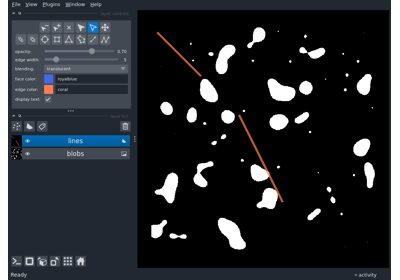 File View Plugins Window Help
opacity: 0.70
edge width:
blending: translucent
face color: royalblue
edge color: coral
display text: ✓
lines
blobs
Ready
activity